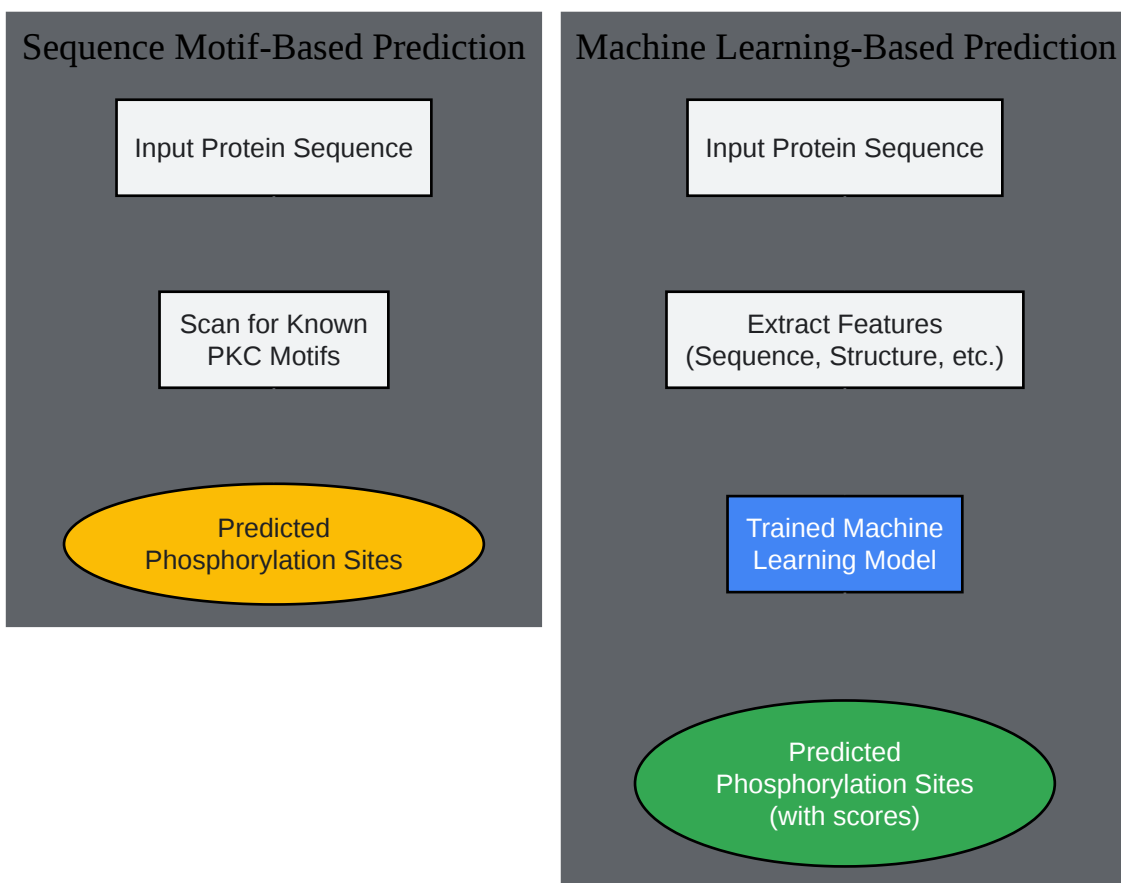 Sequence Motif-Based Prediction
Input Protein Sequence
Scan for Known
PKC Motifs
Predicted
Phosphorylation Sites
Machine Learning-Based Prediction
Input Protein Sequence
Extract Features
(Sequence, Structure, etc.)
Trained Machine
Learning Model
Predicted
Phosphorylation Sites
(with scores)